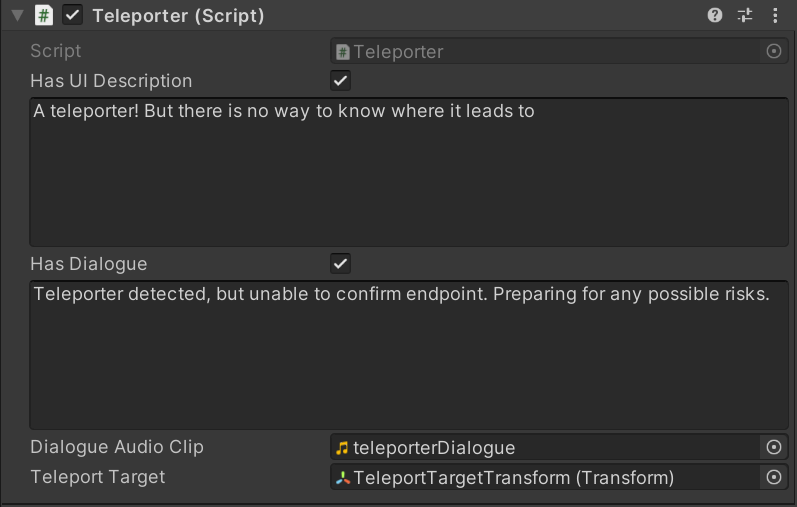 Teleporter (Script)
Script
Teleporter
Has UI Description
A teleporter! But there is no way to know where it leads to
Has Dialogue
Teleporter detected, but unable to confirm endpoint. Preparing for any possible risks.
Dialogue Audio Clip
teleporterDialogue
Teleport Target
TeleportTargetTransform (Transform)